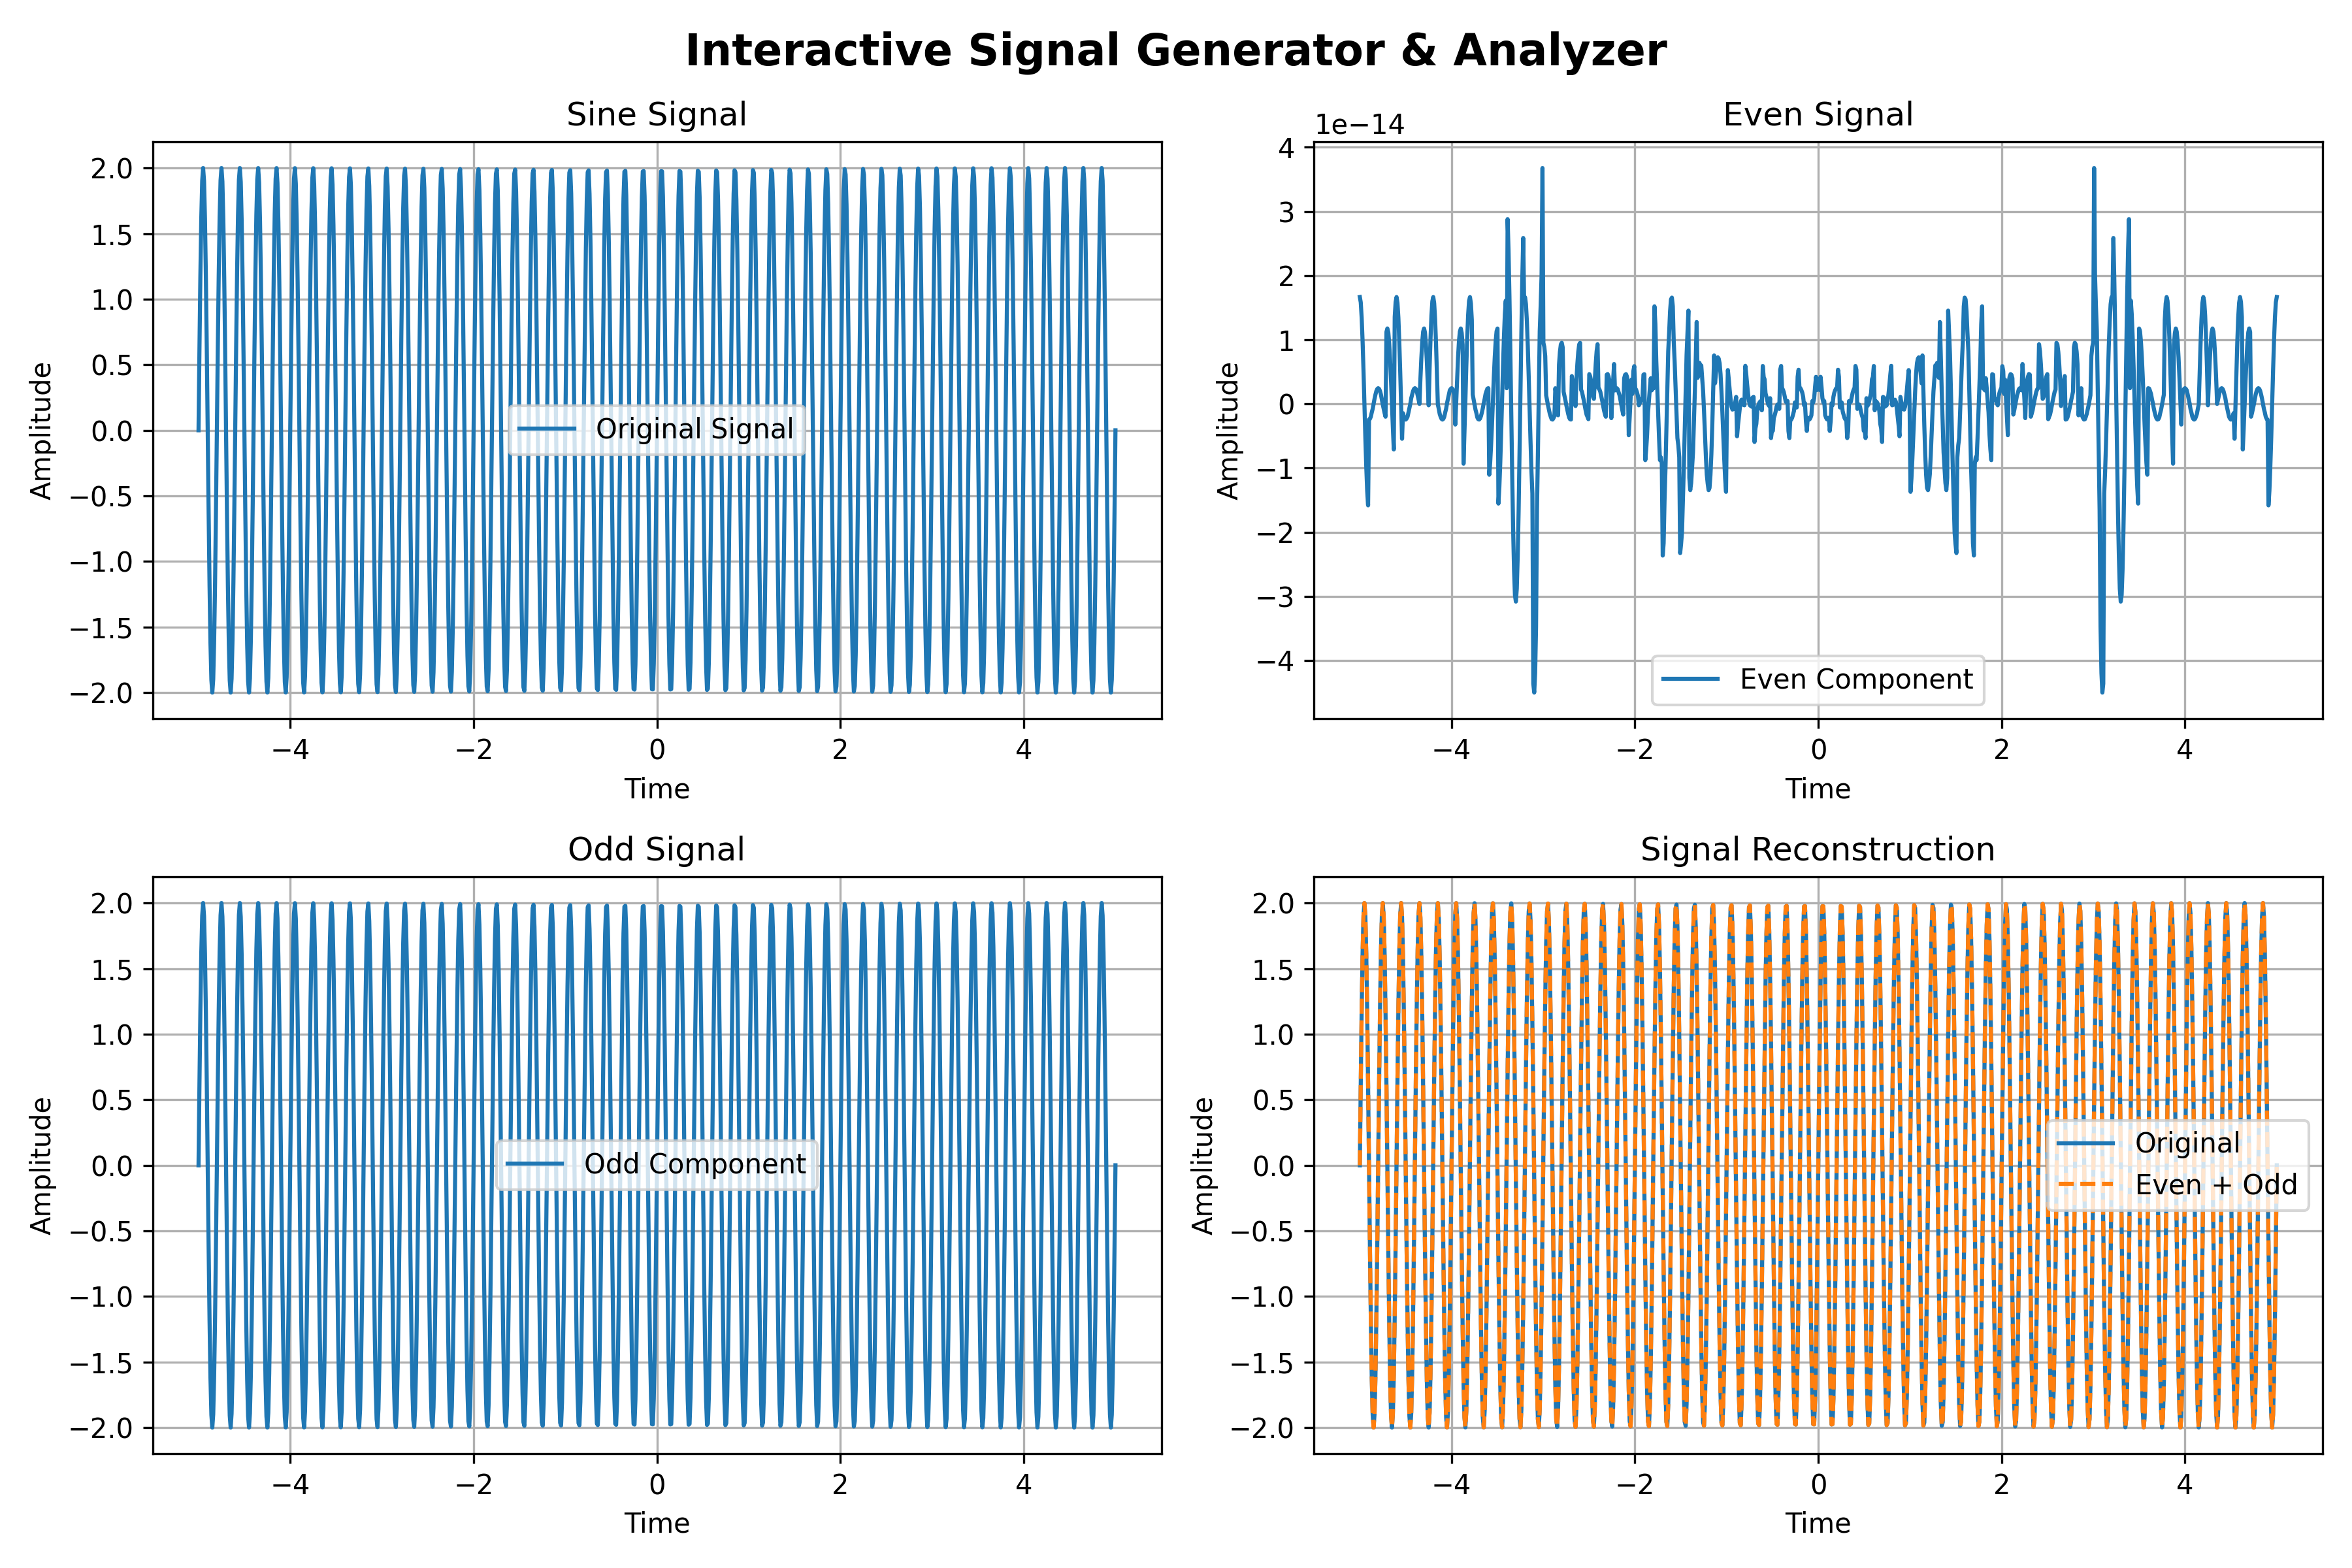 Interactive Signal Generator & Analyzer
Sine Signal
2.0
1.5
1.0
0.5
0.0
−0.5
−1.0
−1.5
−2.0
Amplitude
Original Signal
−4 −2 0 2 4
Time
Even Signal
1e−14
4
3
2
1
0
−1
−2
−3
−4
Amplitude
Even Component
−4 −2 0 2 4
Time
Odd Signal
2.0
1.5
1.0
0.5
0.0
−0.5
−1.0
−1.5
−2.0
Amplitude
Odd Component
−4 −2 0 2 4
Time
Signal Reconstruction
2.0
1.5
1.0
0.5
0.0
−0.5
−1.0
−1.5
−2.0
Amplitude
Original
Even + Odd
−4 −2 0 2 4
Time